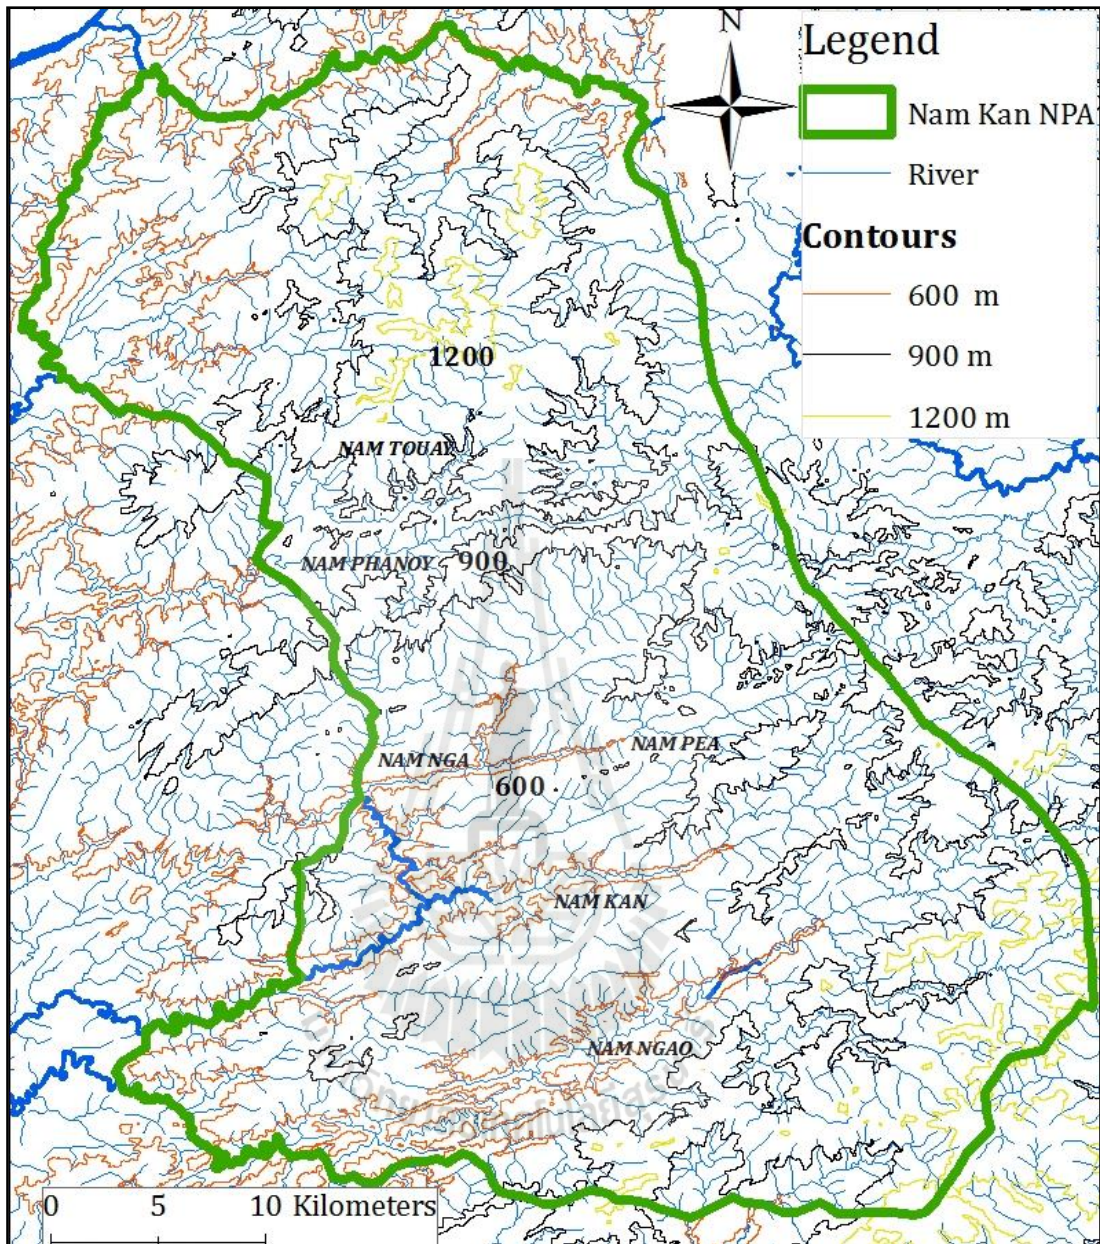 N
Legend
Nam Kan NPA
River
Contours
600 m
900 m
1200 m
1200
NAM TOUAY
NAM PHANOY
900
NAM PEA
NAM NGA
600
NAM KAN
NAM NGAO
0 5 10 Kilometers